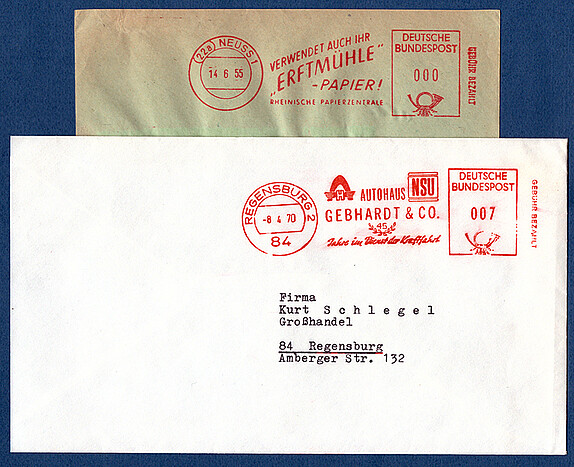 (22a) NEUSS 1
14 6 55
VERWENDET AUCH IHR
„ERFTMÜHLE"
-PAPIER!
RHEINISCHE PAPIERZENTRALE
DEUTSCHE
BUNDESPOST
000
GEBÜHR BEZAHLT
REGENSBURG 2
-8 4 70
84
AUTOHAUS NSU
GEBHARDT & CO.
45
Jahre im Dienst der Kraftfahrt
DEUTSCHE
BUNDESPOST
007
GEBÜHR BEZAHLT
Firma
Kurt S c h l e g e l
Großhandel
84 Regensburg
Amberger Str. 132